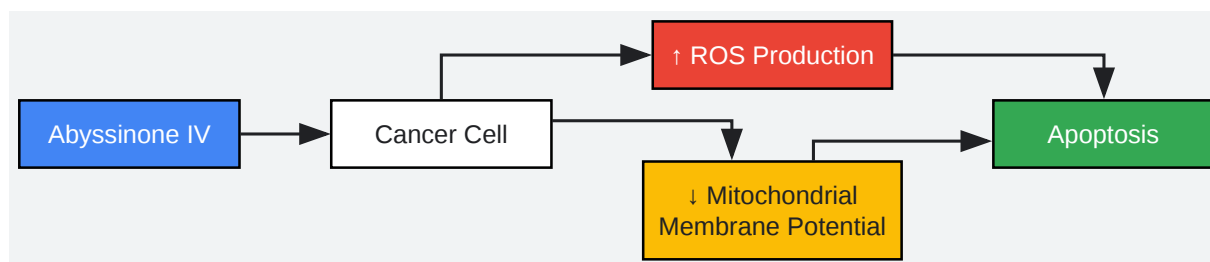 Abyssinone IV
Cancer Cell
↑ ROS Production
↓ Mitochondrial
Membrane Potential
Apoptosis